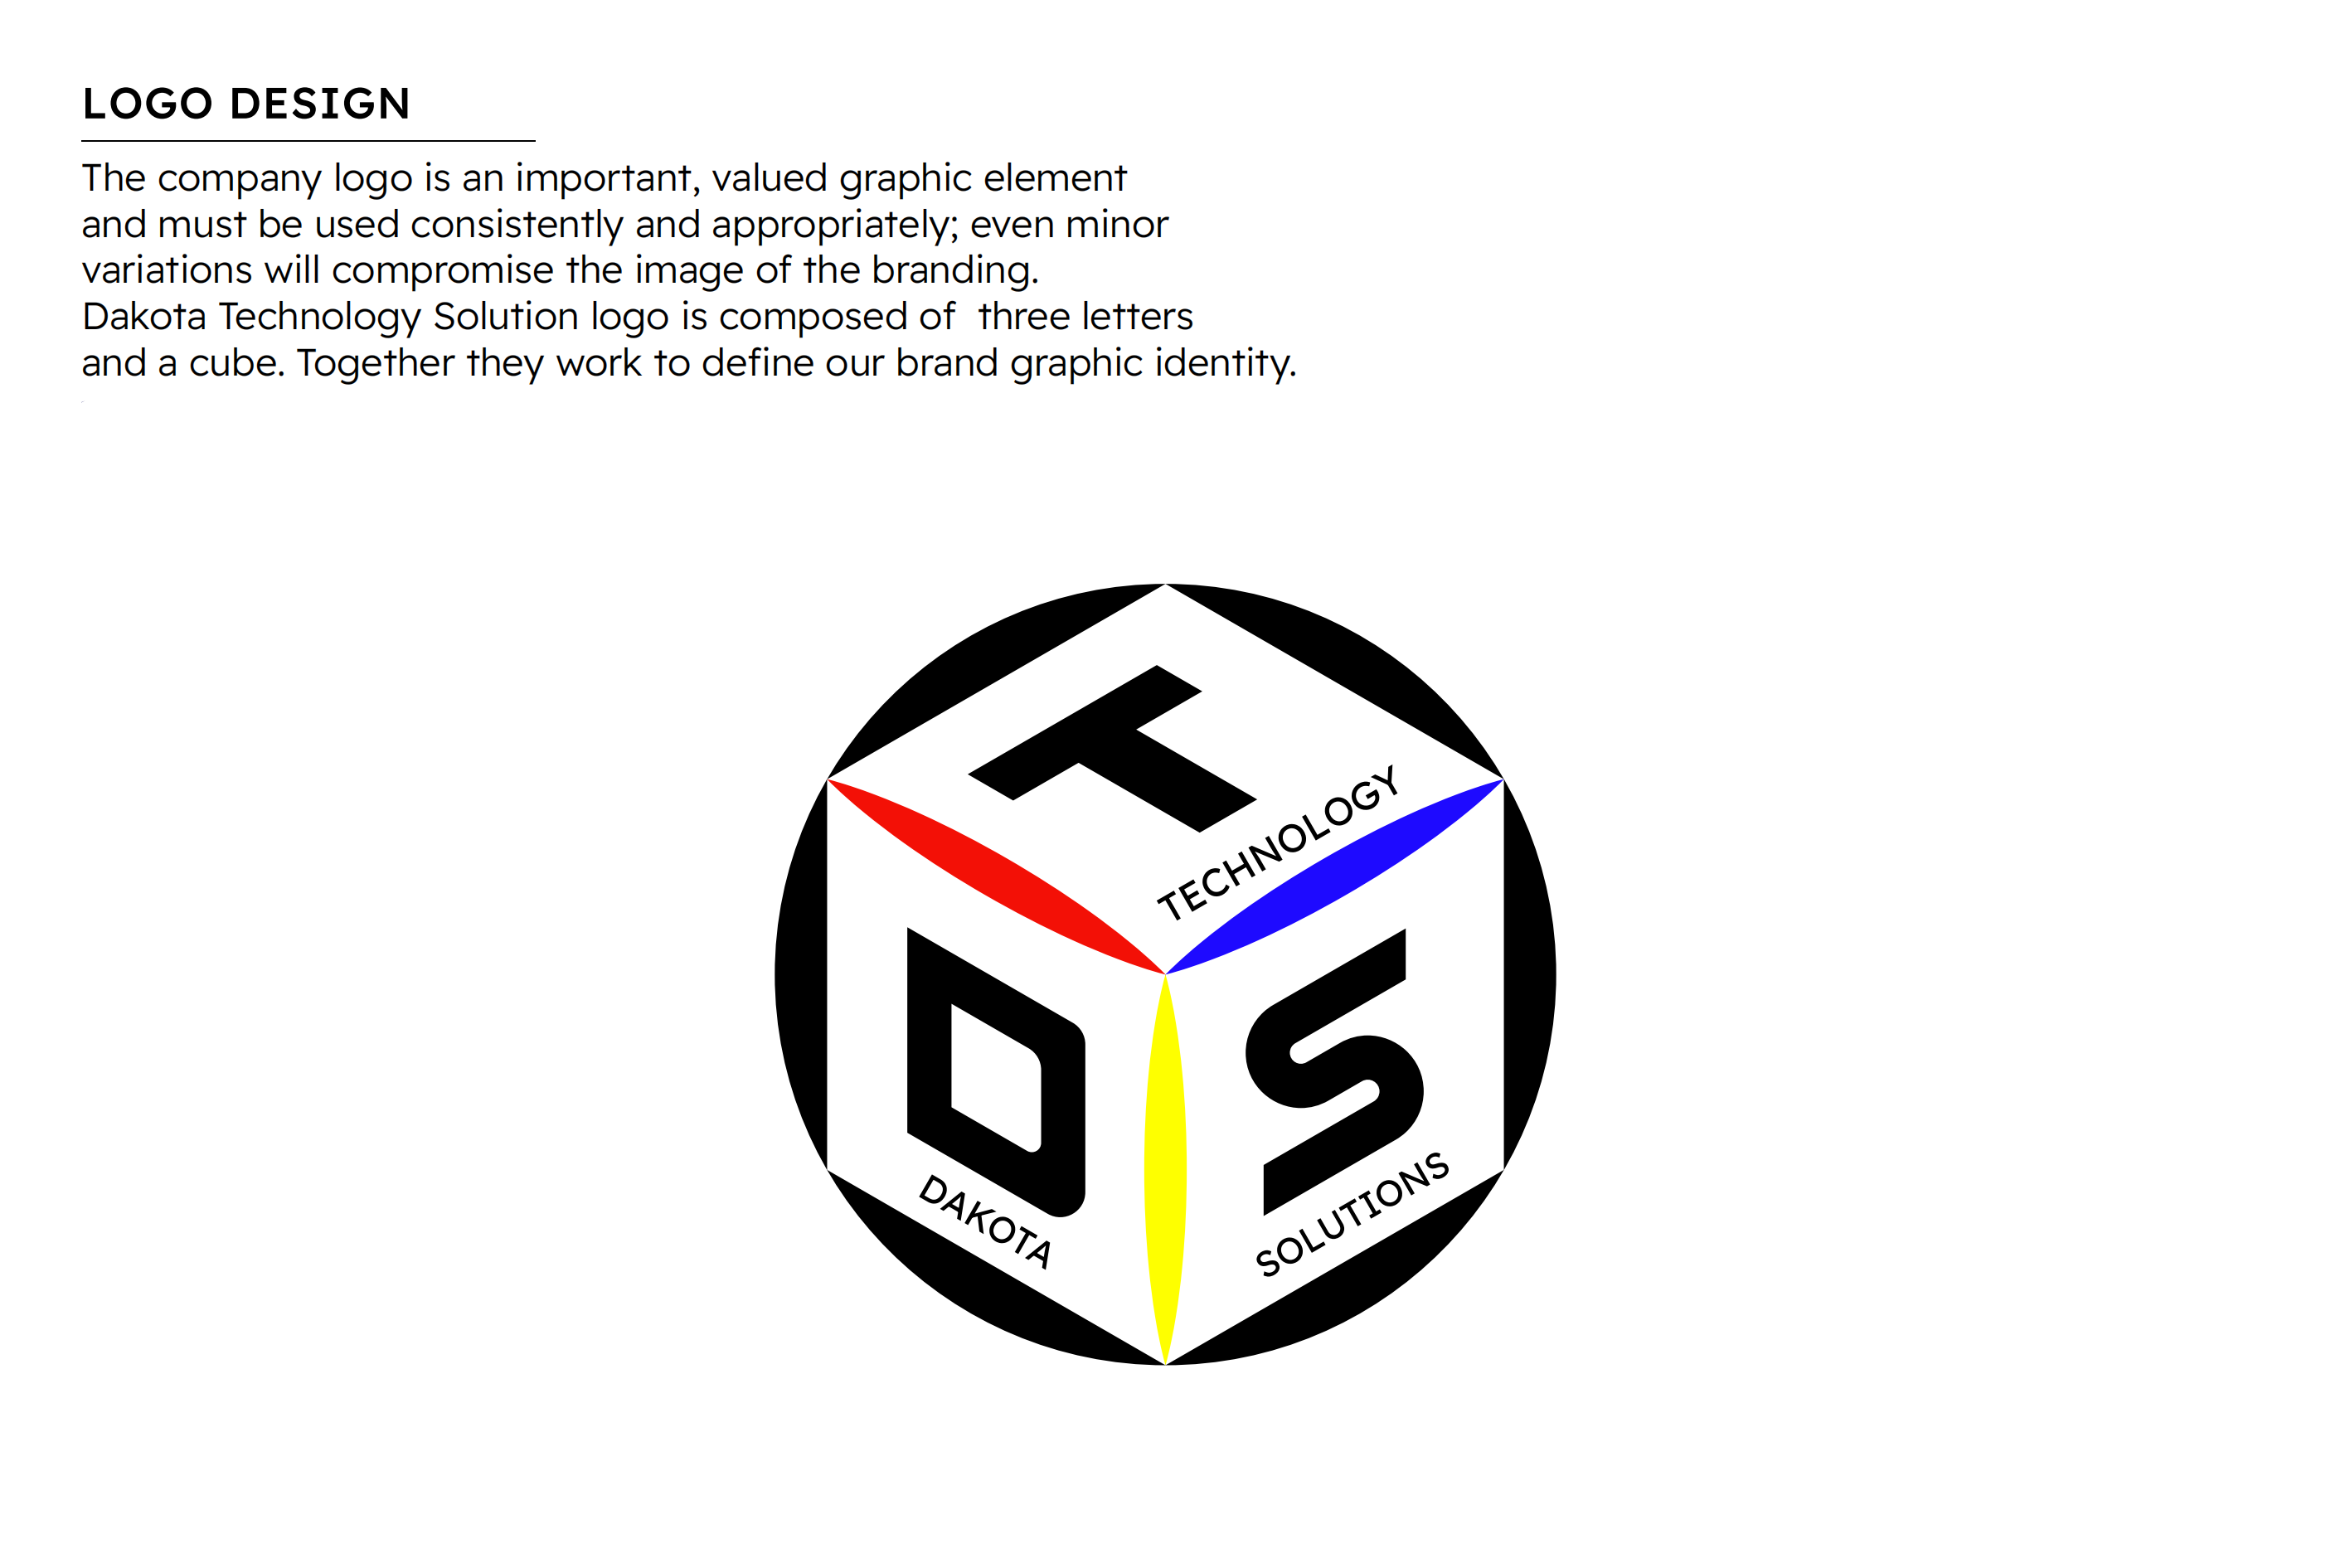 LOGO DESIGN
The company logo is an important, valued graphic element
and must be used consistently and appropriately; even minor
variations will compromise the image of the branding.
Dakota Technology Solution logo is composed of  three letters
and a cube. Together they work to define our brand graphic identity.
T
TECHNOLOGY
D
DAKOTA
S
SOLUTIONS